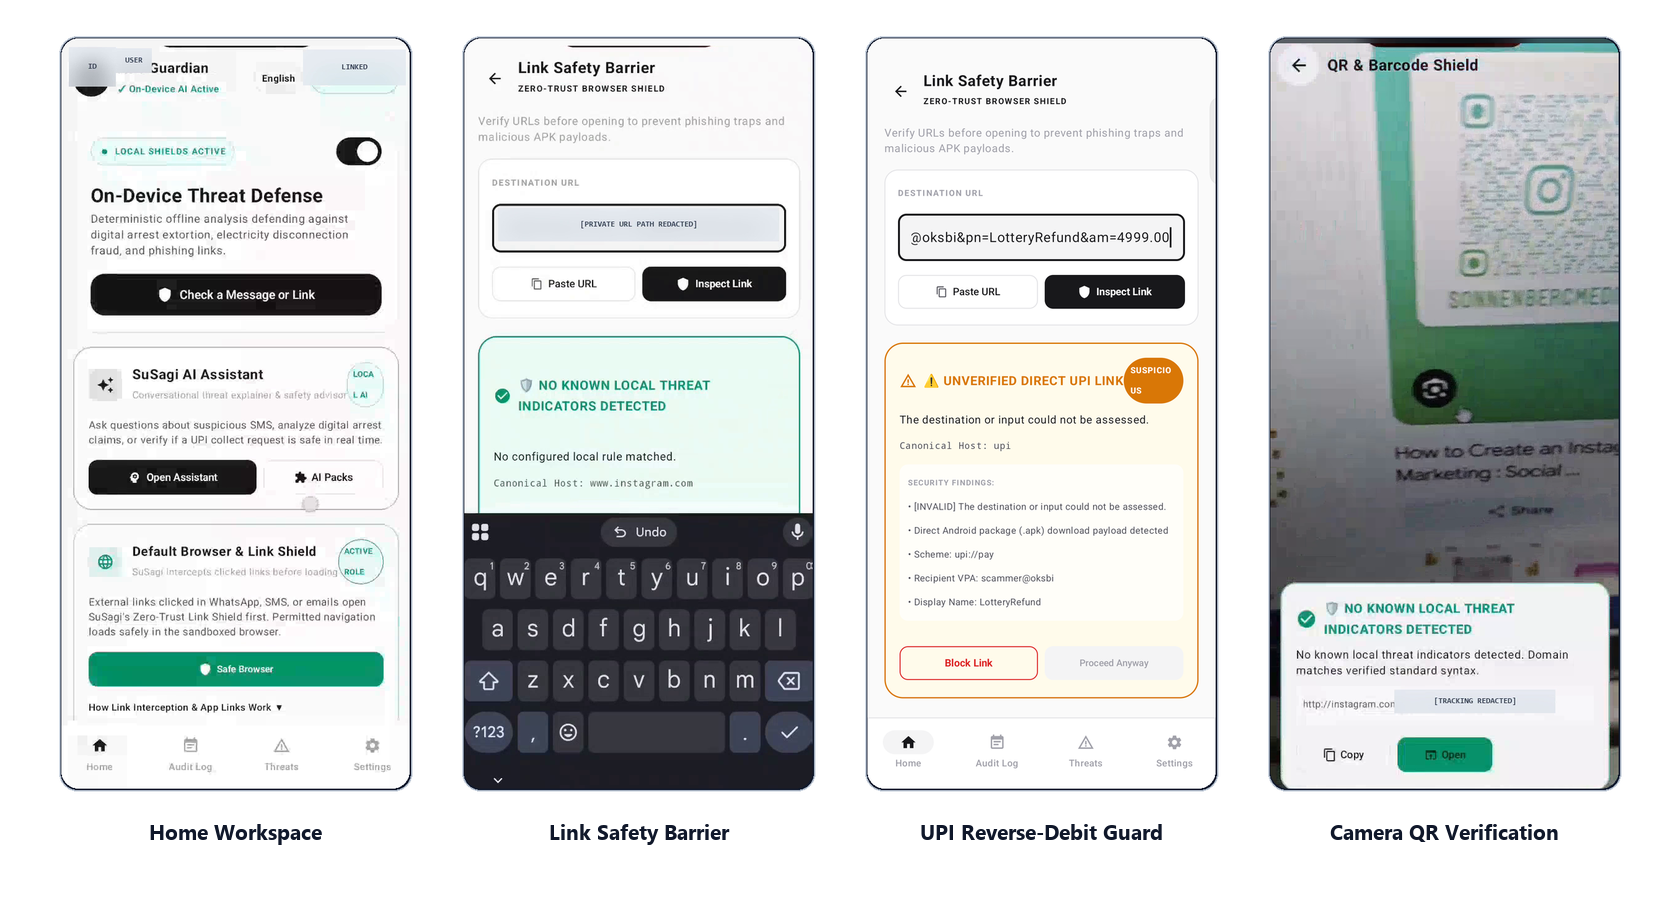 ID
USER
Guardian
✓ On-Device AI Active
English
LINKED
LOCAL SHIELDS ACTIVE
On-Device Threat Defense
Deterministic offline analysis defending against
digital arrest extortion, electricity disconnection
fraud, and phishing links.
Check a Message or Link
SuSagi AI Assistant
Conversational threat explainer & safety advisor
LOCA
L AI
Ask questions about suspicious SMS, analyze digital arrest
claims, or verify if a UPI collect request is safe in real time.
Open Assistant
AI Packs
Default Browser & Link Shield
SuSagi intercepts clicked links before loading
ACTIVE
ROLE
External links clicked in WhatsApp, SMS, or emails open
SuSagi's Zero-Trust Link Shield first. Permitted navigation
loads safely in the sandboxed browser.
Safe Browser
How Link Interception & App Links Work ▼
Home
Audit Log
Threats
Settings
Home Workspace
Link Safety Barrier
ZERO-TRUST BROWSER SHIELD
Verify URLs before opening to prevent phishing traps and
malicious APK payloads.
DESTINATION URL
[PRIVATE URL PATH REDACTED]
Paste URL
Inspect Link
NO KNOWN LOCAL THREAT
INDICATORS DETECTED
No configured local rule matched.
Canonical Host: www.instagram.com
Undo
q1 w2 e3 r4 t5 y6 u7 i8 o9 p0
a s d f g h j k l
z x c v b n m
?123 , .
Link Safety Barrier
Link Safety Barrier
ZERO-TRUST BROWSER SHIELD
Verify URLs before opening to prevent phishing traps and
malicious APK payloads.
DESTINATION URL
@oksbi&pn=LotteryRefund&am=4999.00
Paste URL
Inspect Link
UNVERIFIED DIRECT UPI LINK
SUSPICIO
US
The destination or input could not be assessed.
Canonical Host: upi
SECURITY FINDINGS:
• [INVALID] The destination or input could not be assessed.
• Direct Android package (.apk) download payload detected
• Scheme: upi://pay
• Recipient VPA: scammer@oksbi
• Display Name: LotteryRefund
Block Link
Proceed Anyway
Home
Audit Log
Threats
Settings
UPI Reverse-Debit Guard
QR & Barcode Shield
SONNENBERGMED
How to Create an Instag
Marketing : Social ...
Share
NO KNOWN LOCAL THREAT
INDICATORS DETECTED
No known local threat indicators detected. Domain
matches verified standard syntax.
http://instagram.com
[TRACKING REDACTED]
Copy
Open
Camera QR Verification